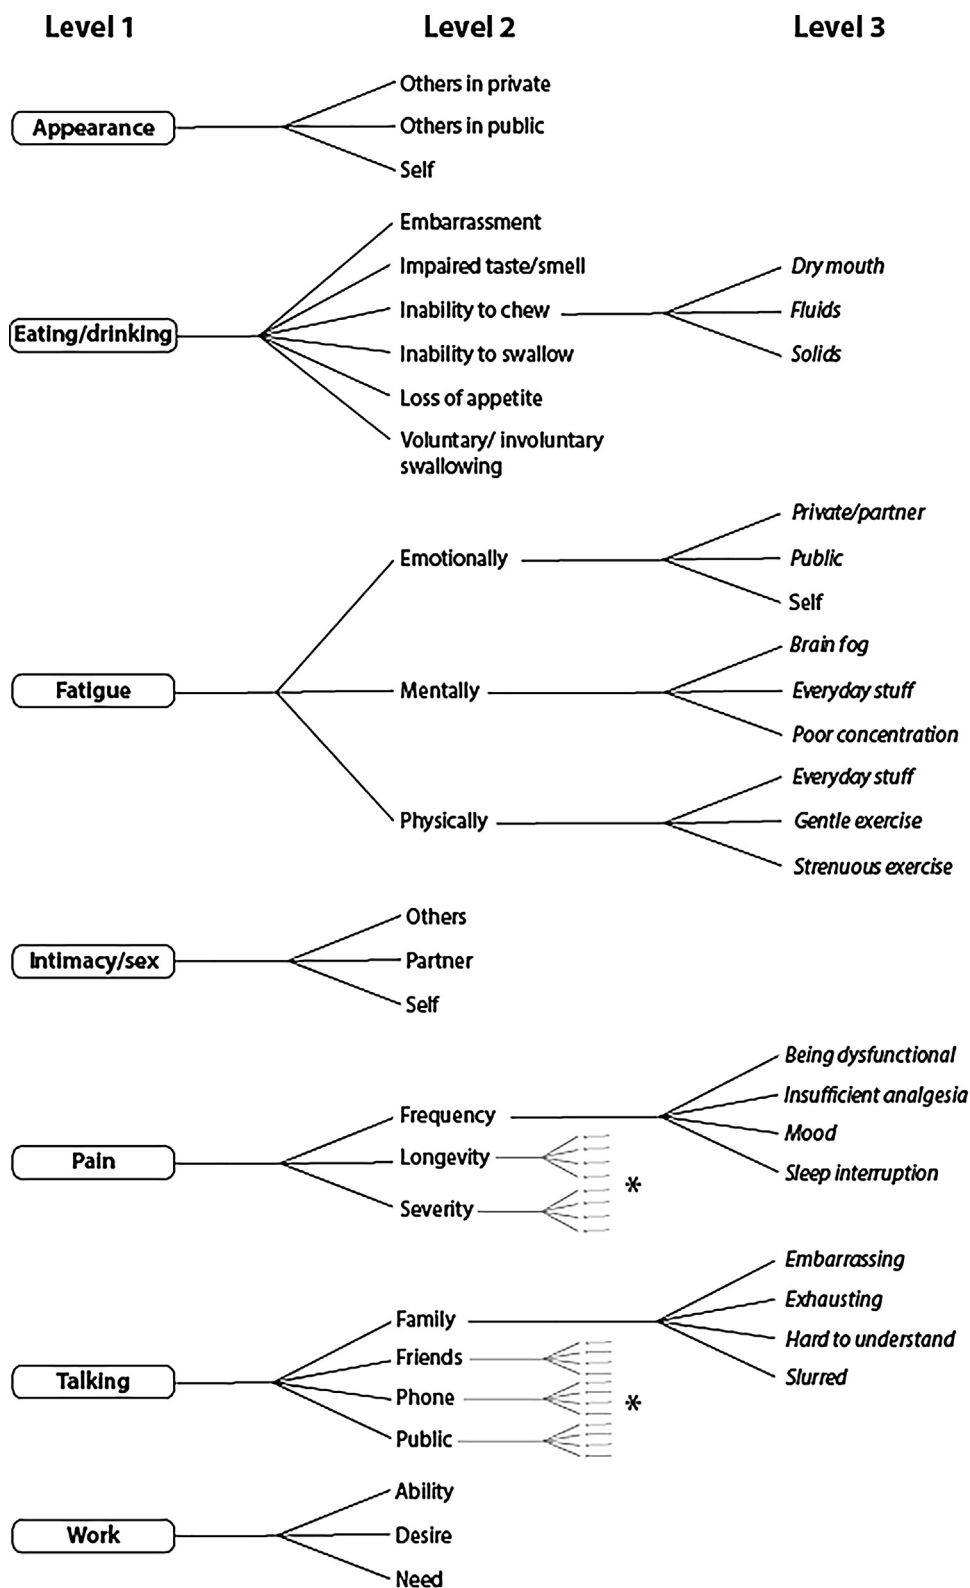 Level 1
Level 2
Level 3
Appearance
Others in private
Others in public
Self
Eating/drinking
Embarrassment
Impaired taste/smell
Inability to chew
Dry mouth
Fluids
Solids
Inability to swallow
Loss of appetite
Voluntary/ involuntary
swallowing
Fatigue
Emotionally
Private/partner
Public
Self
Mentally
Brain fog
Everyday stuff
Poor concentration
Physically
Everyday stuff
Gentle exercise
Strenuous exercise
Intimacy/sex
Others
Partner
Self
Pain
Frequency
Being dysfunctional
Insufficient analgesia
Mood
Sleep interruption
Longevity
Severity
*
Talking
Family
Embarrassing
Exhausting
Hard to understand
Slurred
Friends
Phone
Public
*
Work
Ability
Desire
Need